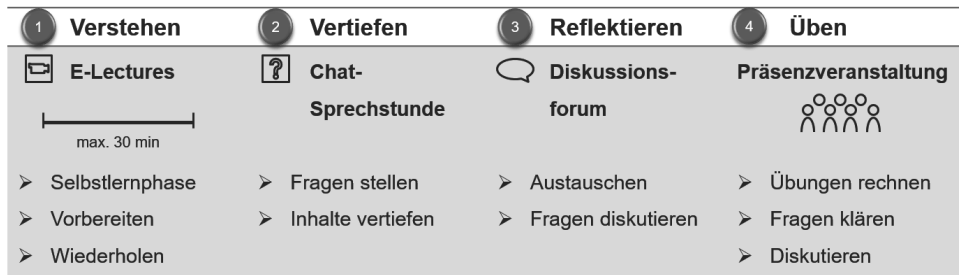 1 Verstehen
2 Vertiefen
3 Reflektieren
4 Üben
E-Lectures
max. 30 min
? Chat-
Sprechstunde
Diskussions-
forum
Präsenzveranstaltung
➢ Selbstlernphase
➢ Vorbereiten
➢ Wiederholen
➢ Fragen stellen
➢ Inhalte vertiefen
➢ Austauschen
➢ Fragen diskutieren
➢ Übungen rechnen
➢ Fragen klären
➢ Diskutieren